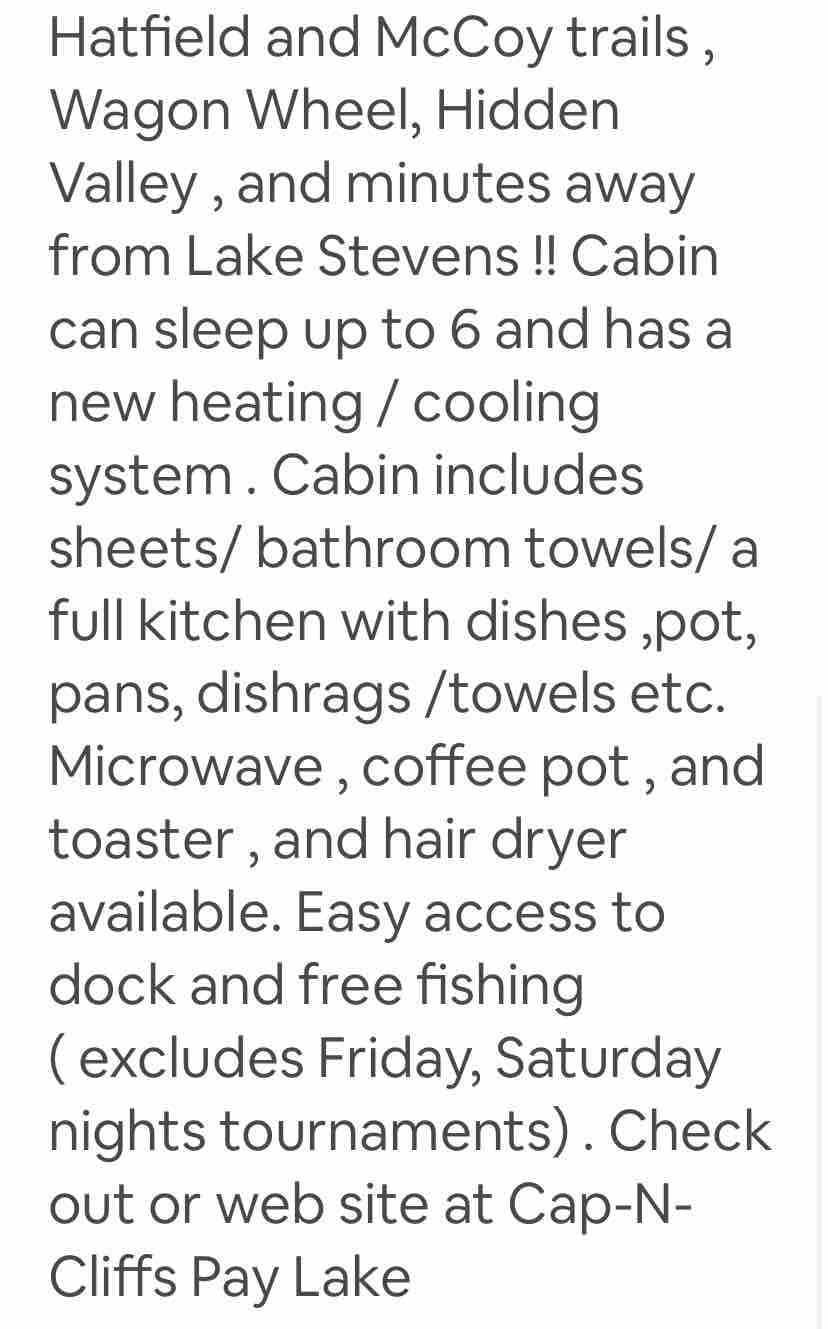 Hatfield and McCoy trails ,
Wagon Wheel, Hidden
Valley , and minutes away
from Lake Stevens !! Cabin
can sleep up to 6 and has a
new heating / cooling
system . Cabin includes
sheets/ bathroom towels/ a
full kitchen with dishes ,pot,
pans, dishrags /towels etc.
Microwave , coffee pot , and
toaster , and hair dryer
available. Easy access to
dock and free fishing
( excludes Friday, Saturday
nights tournaments) . Check
out or web site at Cap-N-
Cliffs Pay Lake